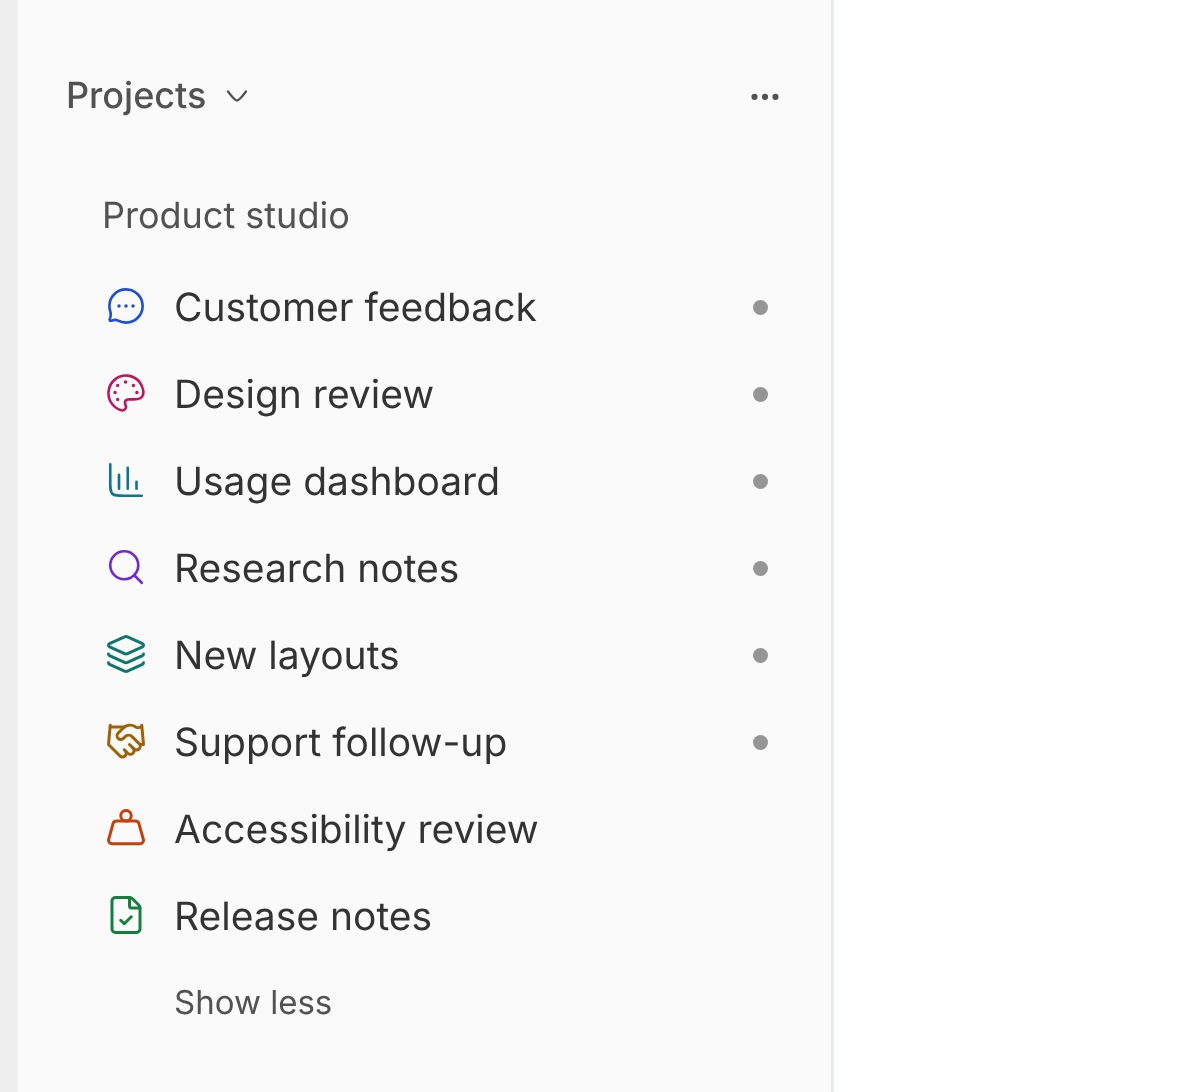 Projects
Product studio
Customer feedback
Design review
Usage dashboard
Research notes
New layouts
Support follow-up
Accessibility review
Release notes
Show less